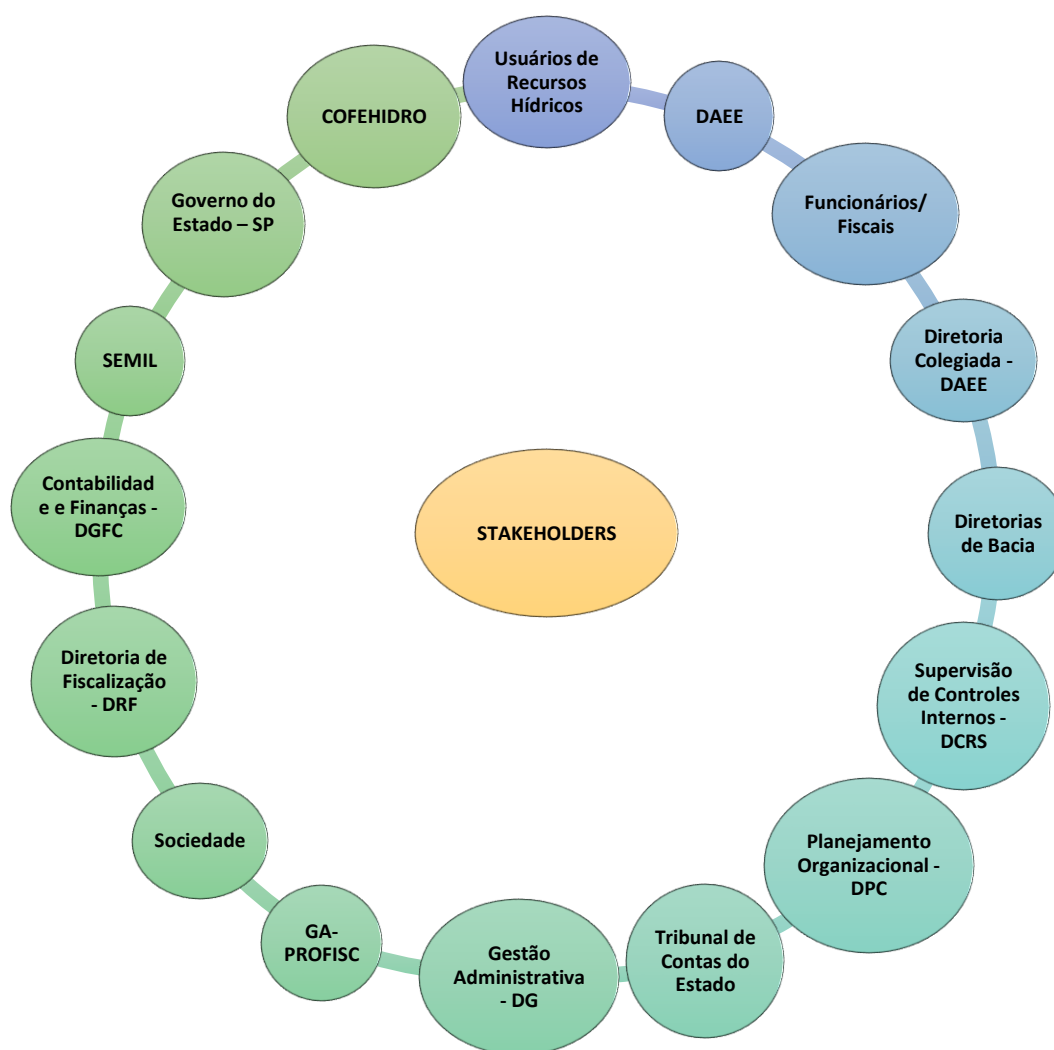 Usuários de
Recursos
Hídricos
DAEE
Funcionários/
Fiscais
Diretoria
Colegiada -
DAEE
Diretorias
de Bacia
Supervisão
de Controles
Internos -
DCRS
Planejamento
Organizacional -
DPC
Tribunal de
Contas do
Estado
Gestão
Administrativa
- DG
GA-
PROFISC
Sociedade
Diretoria de
Fiscalização
- DRF
Contabilidad
e e Finanças -
DGFC
SEMIL
Governo do
Estado – SP
COFEHIDRO
STAKEHOLDERS